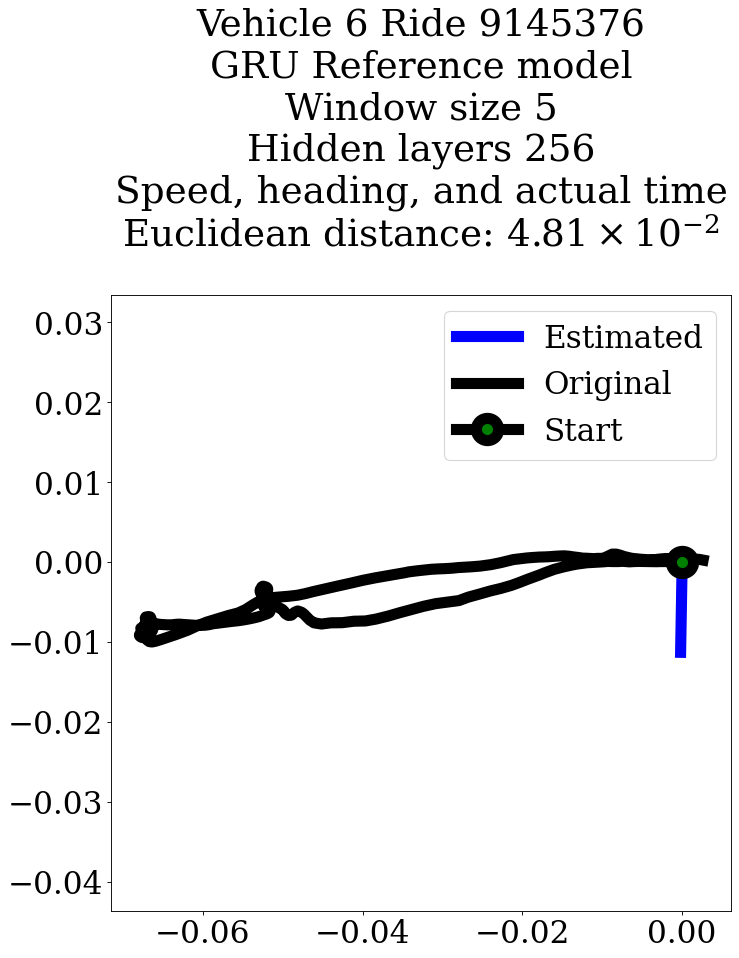 Vehicle 6 Ride 9145376
GRU Reference model
Window size 5
Hidden layers 256
Speed, heading, and actual time
Euclidean distance: 4.81 × 10⁻²
Estimated
Original
Start
0.03
0.02
0.01
0.00
−0.01
−0.02
−0.03
−0.04
−0.06 −0.04 −0.02 0.00